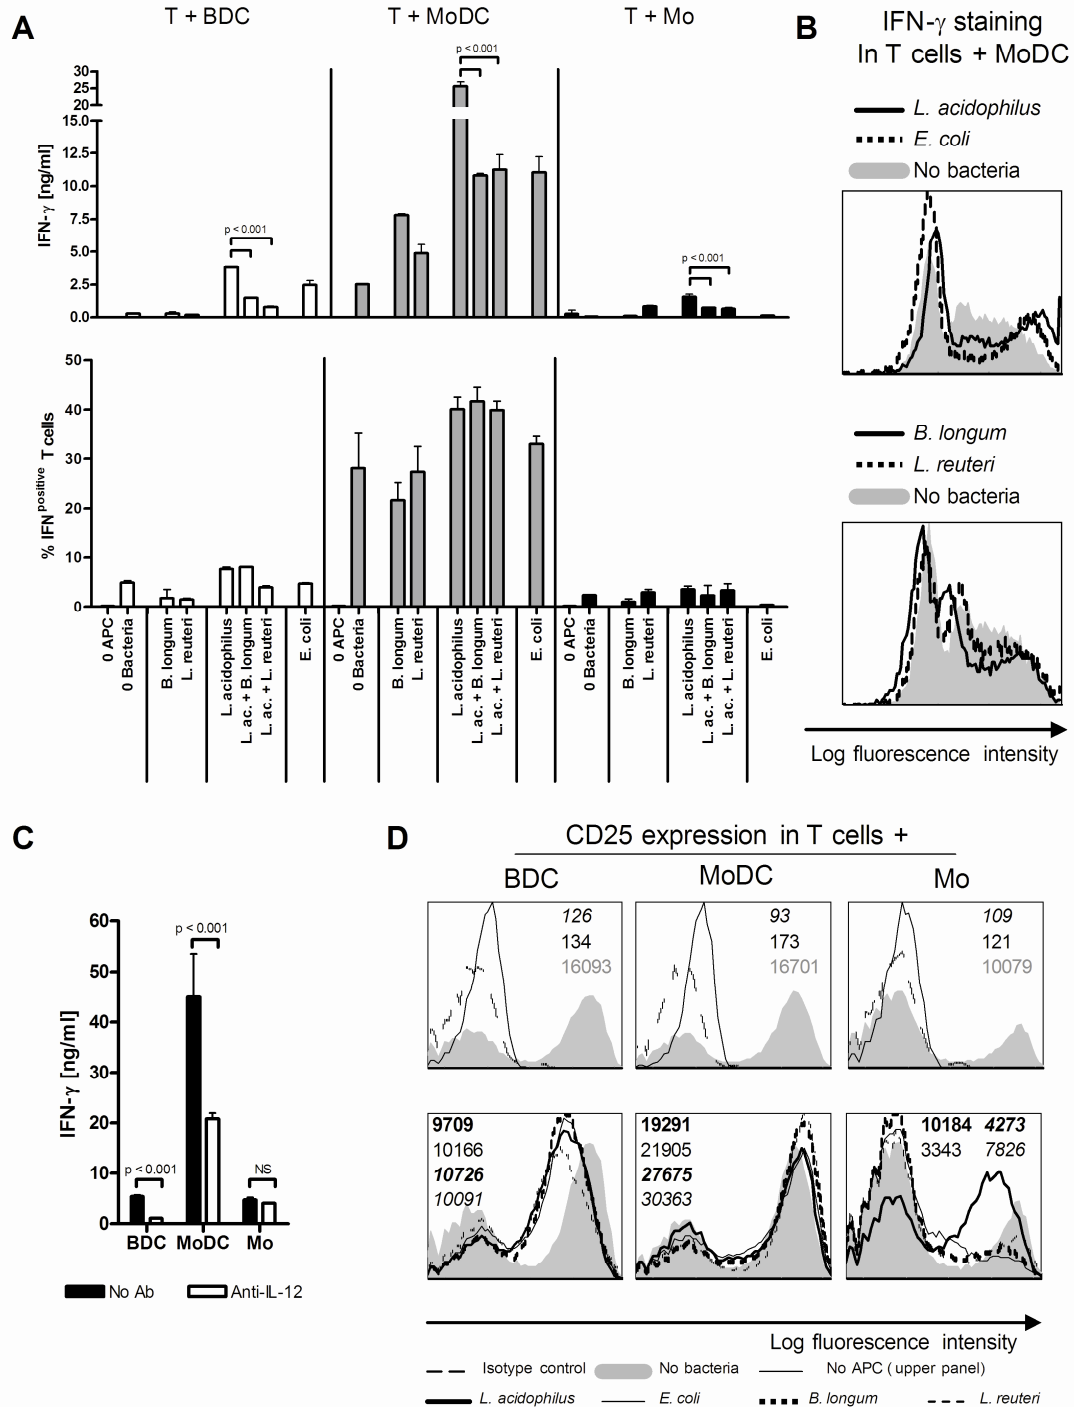 A
T + BDC
T + MoDC
T + Mo
IFN-γ [ng/ml]
30
25
20
15.0
12.5
10.0
7.5
5.0
2.5
0.0
p < 0.001
p < 0.001
p < 0.001
% IFN positive T cells
50
40
30
20
10
0
0 APC
0 Bacteria
B. longum
L. reuteri
L. acidophilus
L. ac. + B. longum
L. ac. + L. reuteri
E. coli
0 APC
0 Bacteria
B. longum
L. reuteri
L. acidophilus
L. ac. + B. longum
L. ac. + L. reuteri
E. coli
0 APC
0 Bacteria
B. longum
L. reuteri
L. acidophilus
L. ac. + B. longum
L. ac. + L. reuteri
E. coli
B
IFN-γ staining
In T cells + MoDC
L. acidophilus
E. coli
No bacteria
B. longum
L. reuteri
No bacteria
Log fluorescence intensity
C
IFN-γ [ng/ml]
60
50
40
30
20
10
0
p < 0.001
p < 0.001
NS
BDC MoDC Mo
No Ab Anti-IL-12
D
CD25 expression in T cells +
BDC
MoDC
Mo
126
134
16093
93
173
16701
109
121
10079
9709
10166
10726
10091
19291
21905
27675
30363
10184 4273
3343 7826
Log fluorescence intensity
Isotype control No bacteria No APC ( upper panel)
L. acidophilus E. coli B. longum L. reuteri